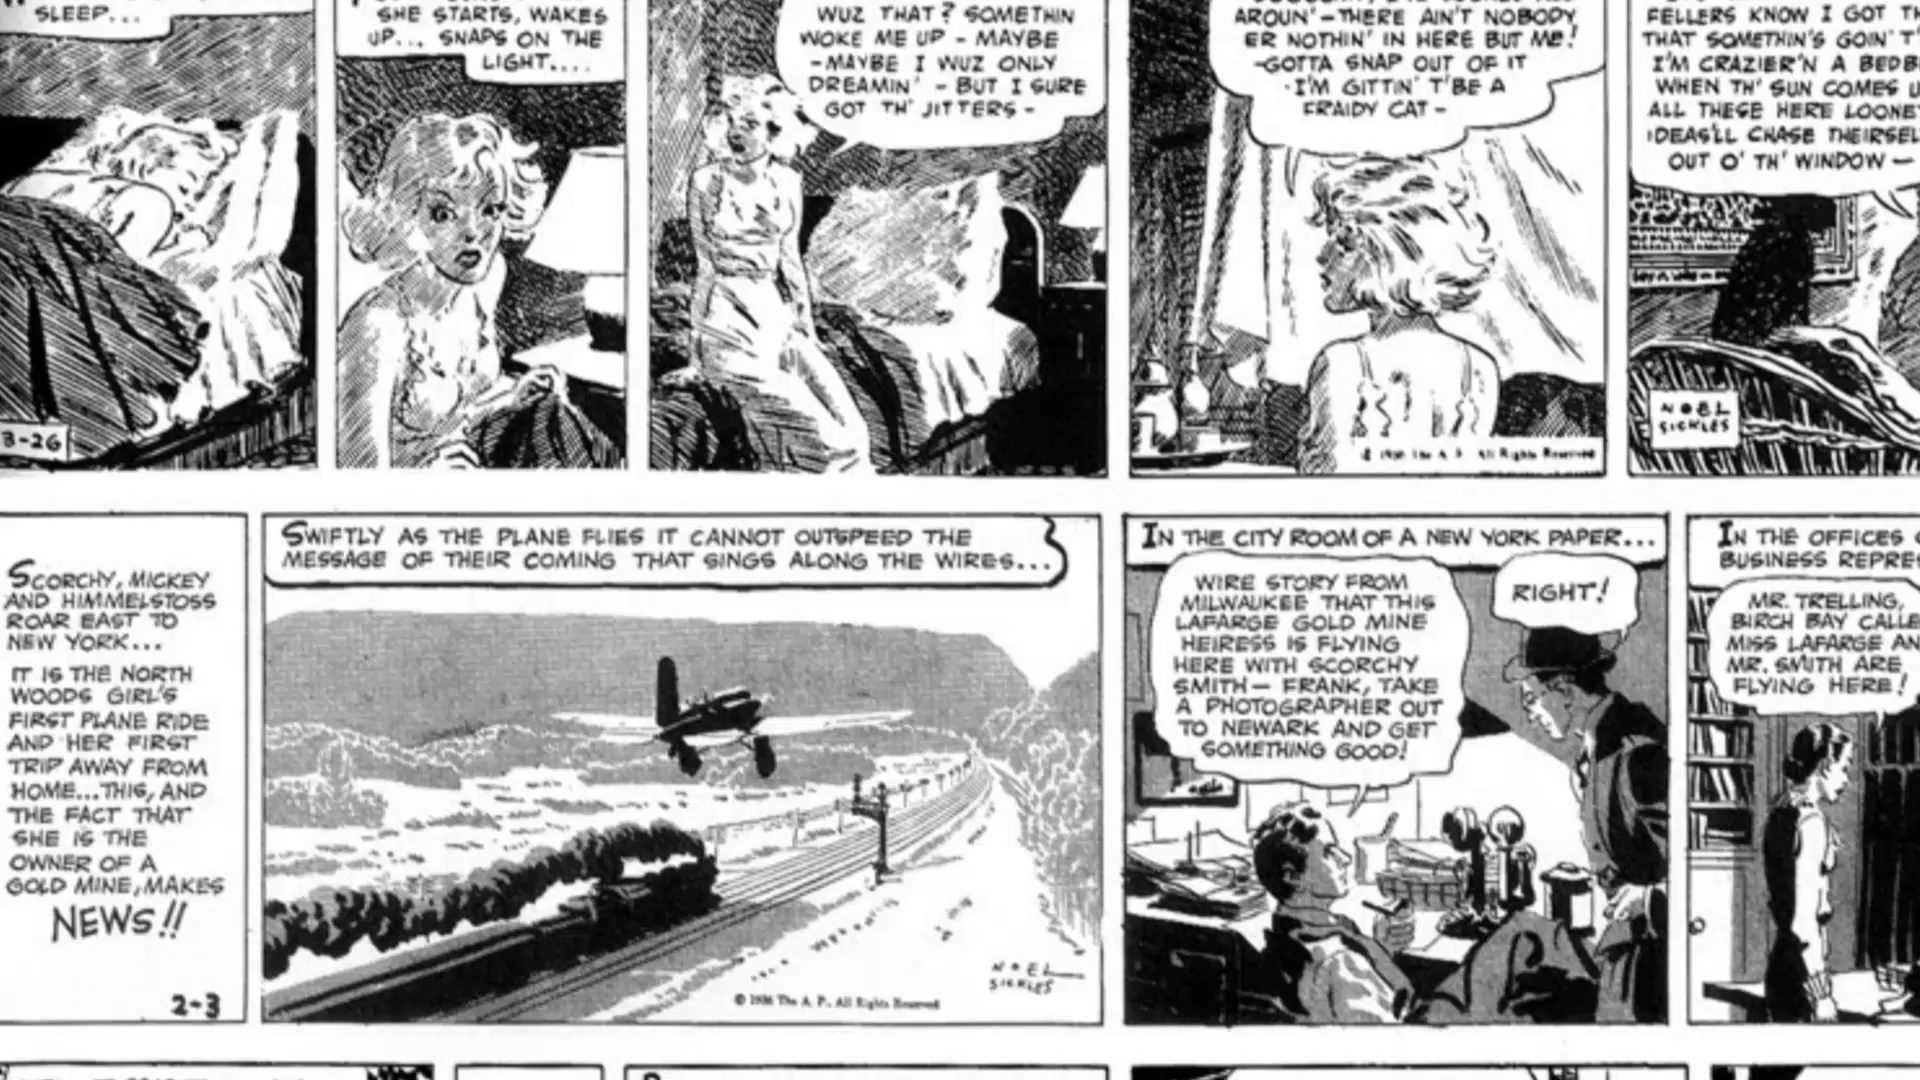 SLEEP...
3-26
SHE STARTS, WAKES
UP... SNAPS ON THE
LIGHT....
WUZ THAT? SOMETHIN
WOKE ME UP - MAYBE
-MAYBE I WUZ ONLY
DREAMIN' - BUT I SURE
GOT TH' JITTERS -
AROUN' - THERE AIN'T NOBODY
ER NOTHIN' IN HERE BUT ME!
-GOTTA SNAP OUT OF IT
-I'M GITTIN' T'BE A
FRAIDY CAT -
All Rights Reserved
FELLERS KNOW I GOT
THAT SOMETHIN'S GOIN'
I'M CRAZIER'N A
WHEN TH' SUN COMES
ALL THESE HERE
IDEAS'LL CHASE
OUT O' TH' WINDOW -
NOEL
SICKLES
SCORCHY, MICKEY
AND HIMMELSTOSS
ROAR EAST TO
NEW YORK...
IT IS THE NORTH
WOODS GIRL'S
FIRST PLANE RIDE
AND HER FIRST
TRIP AWAY FROM
HOME...THIS, AND
THE FACT THAT
SHE IS THE
OWNER OF A
GOLD MINE, MAKES
NEWS!!
2-3
SWIFTLY AS THE PLANE FLIES IT CANNOT OUTSPEED THE
MESSAGE OF THEIR COMING THAT SINGS ALONG THE WIRES...
NOEL
SICKLES
© 1936 The A. P., All Rights Reserved
IN THE CITY ROOM OF A NEW YORK PAPER...
WIRE STORY FROM
MILWAUKEE THAT THIS
LAFARGE GOLD MINE
HEIRESS IS FLYING
HERE WITH SCORCHY
SMITH - FRANK, TAKE
A PHOTOGRAPHER OUT
TO NEWARK AND GET
SOMETHING GOOD!
RIGHT!
IN THE OFFICES
BUSINESS
MR. TRELLING,
BIRCH BAY
MISS LAFARGE
MR. SMITH ARE
FLYING HERE!